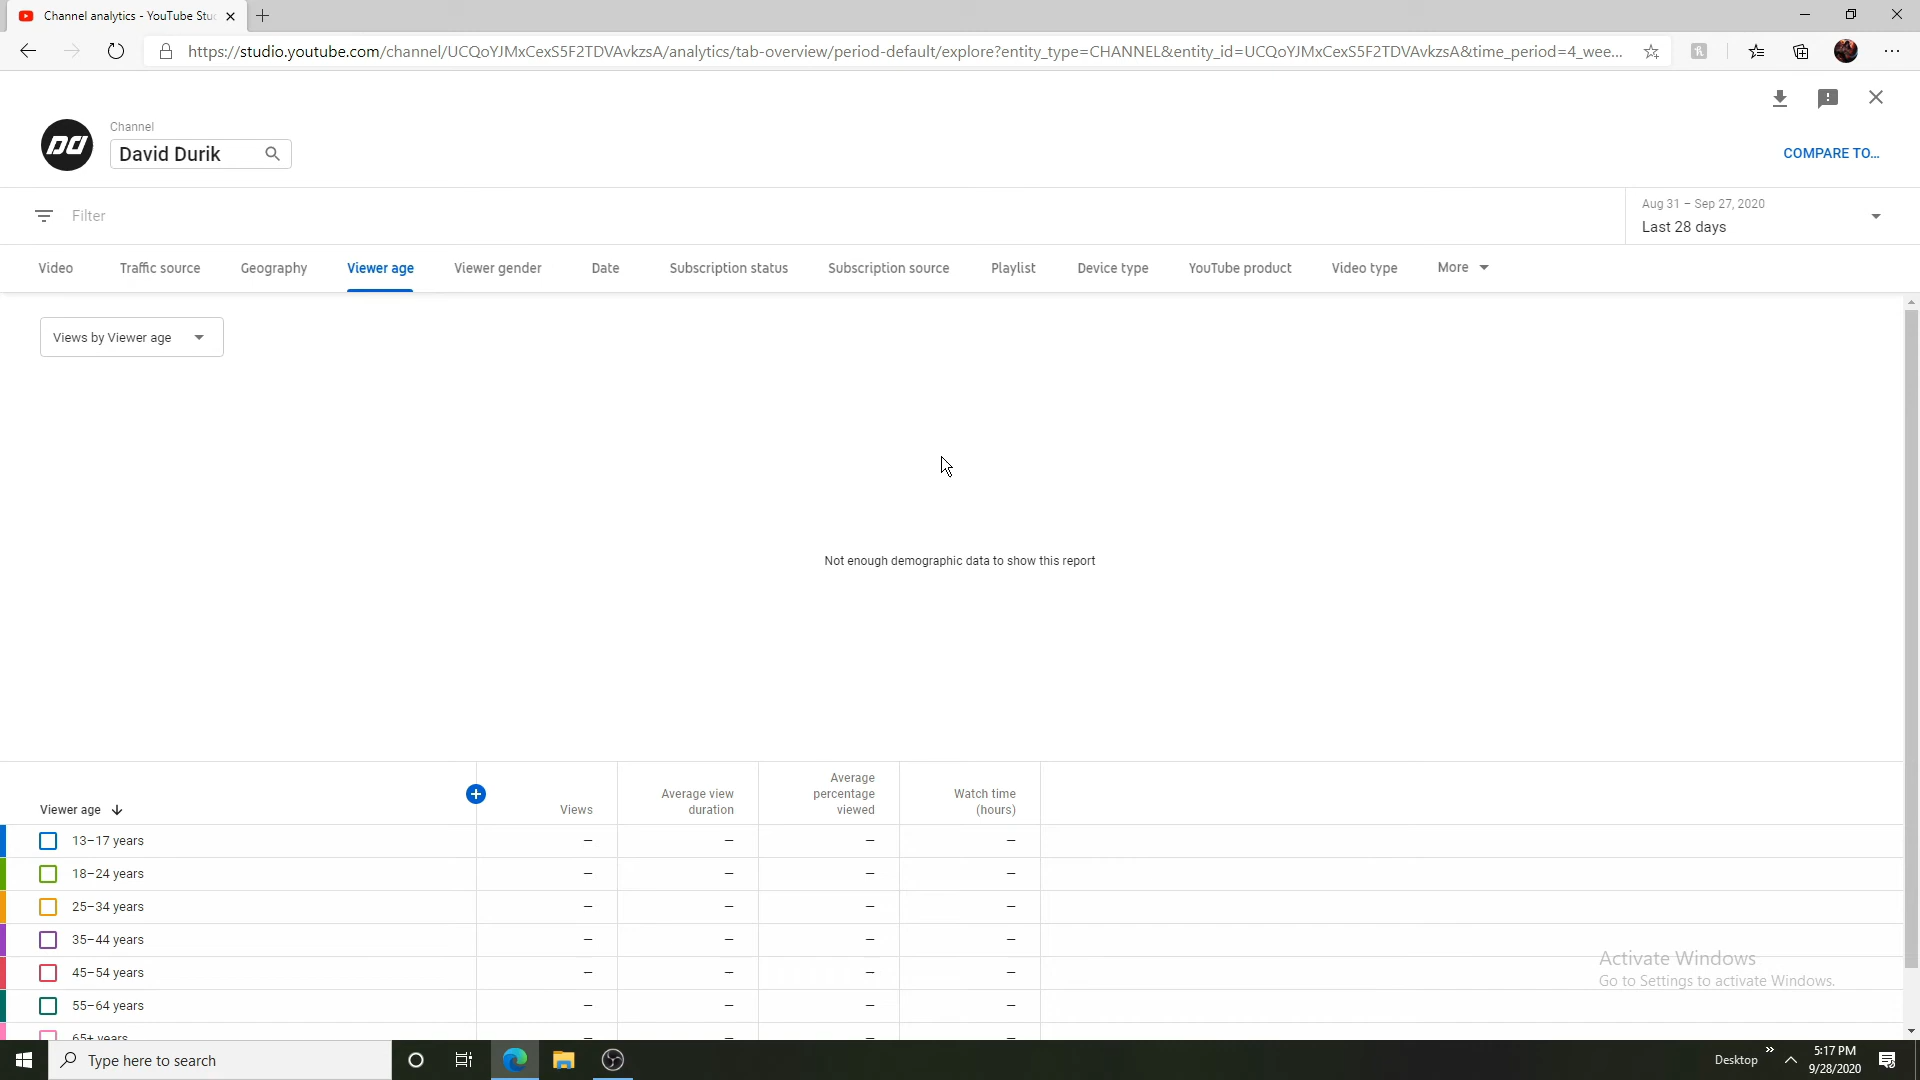 Channel analytics - YouTube Stu
https://studio.youtube.com/channel/UCQoYJMxCexS5F2TDVAvkzsA/analytics/tab-overview/period-default/explore?entity_type=CHANNEL&entity_id=UCQoYJMxCexS5F2TDVAvkzsA&time_period=4_wee...
Channel
David Durik
COMPARE TO...
Filter
Aug 31 – Sep 27, 2020
Last 28 days
Video Traffic source Geography Viewer age Viewer gender Date Subscription status Subscription source Playlist Device type YouTube product Video type More
Views by Viewer age
Not enough demographic data to show this report
Viewer age
Views
Average view
duration
Average
percentage
viewed
Watch time
(hours)
13–17 years – – – –
18–24 years – – – –
25–34 years – – – –
35–44 years – – – –
45–54 years – – – –
55–64 years – – – –
65+ years – – – –
Activate Windows
Go to Settings to activate Windows.
Type here to search
Desktop
5:17 PM
9/28/2020